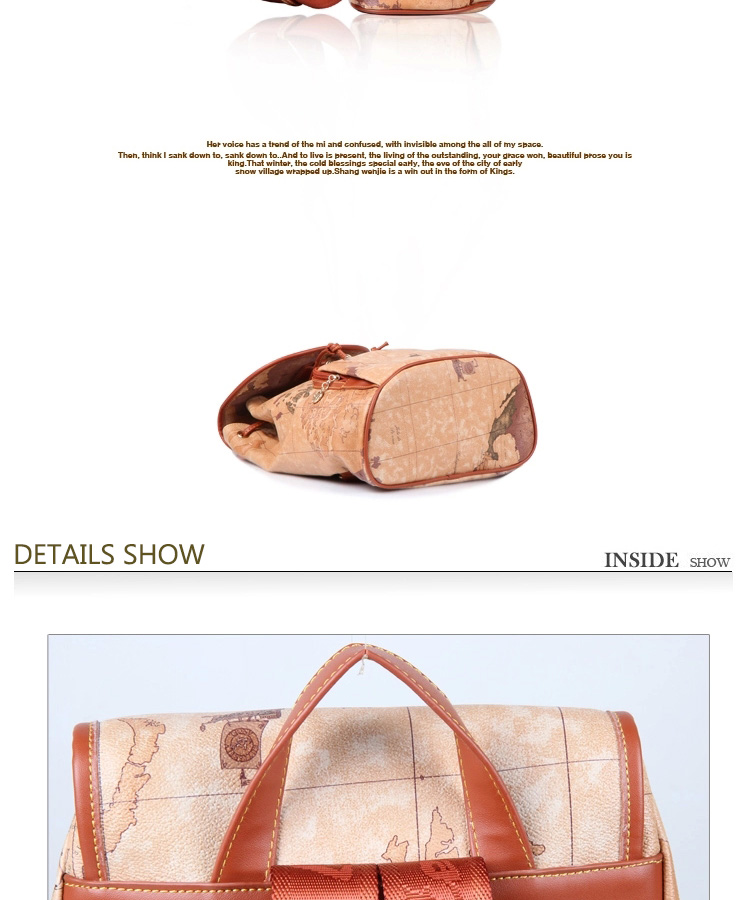 Her voice has a trend of the mi and confused, with invisible among the all of my space.
Then, think I sank down to, sank down to..And to live is present, the living of the outstanding, your grace won, beautiful prose you is
king.That winter, the cold blessings special early, the eve of the city of early
snow village wrapped up.Shang wenjie is a win out in the form of Kings.
DETAILS SHOW
INSIDE SHOW